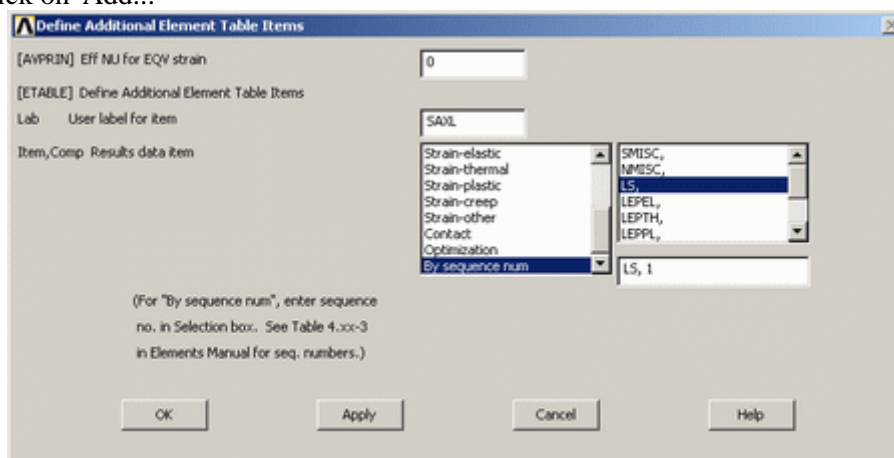 Add...
Define Additional Element Table Items
[AVPRIN] Eff NU for EQV strain
0
[ETABLE] Define Additional Element Table Items
Lab User label for item
SAXL
Item,Comp Results data item
Strain-elastic
Strain-thermal
Strain-plastic
Strain-creep
Strain-other
Contact
Optimization
By sequence num
SMISC,
NMISC,
LS,
LEPEL,
LEPTH,
LEPPL,
LS, 1
(For "By sequence num", enter sequence
no. in Selection box. See Table 4.xx-3
in Elements Manual for seq. numbers.)
OK Apply Cancel Help